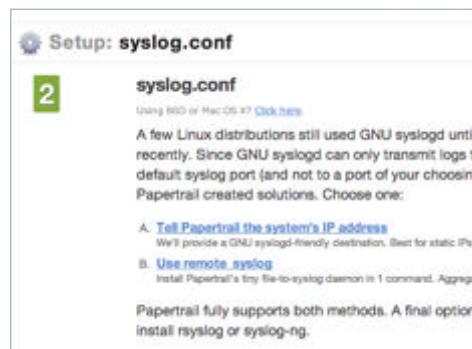 Setup: syslog.conf
2
syslog.conf
Using BSD or Mac OS X? Click here
A few Linux distributions still used GNU syslogd unti
recently. Since GNU syslogd can only transmit logs
default syslog port (and not to a port of your choosin
Papertrail created solutions. Choose one:
A. Tell Papertrail the system's IP address
We'll provide a GNU syslogd-friendly destination. Best for static IPs
B. Use remote_syslog
Install Papertrail's tiny file-to-syslog daemon in 1 command. Aggrega
Papertrail fully supports both methods. A final option
install rsyslog or syslog-ng.